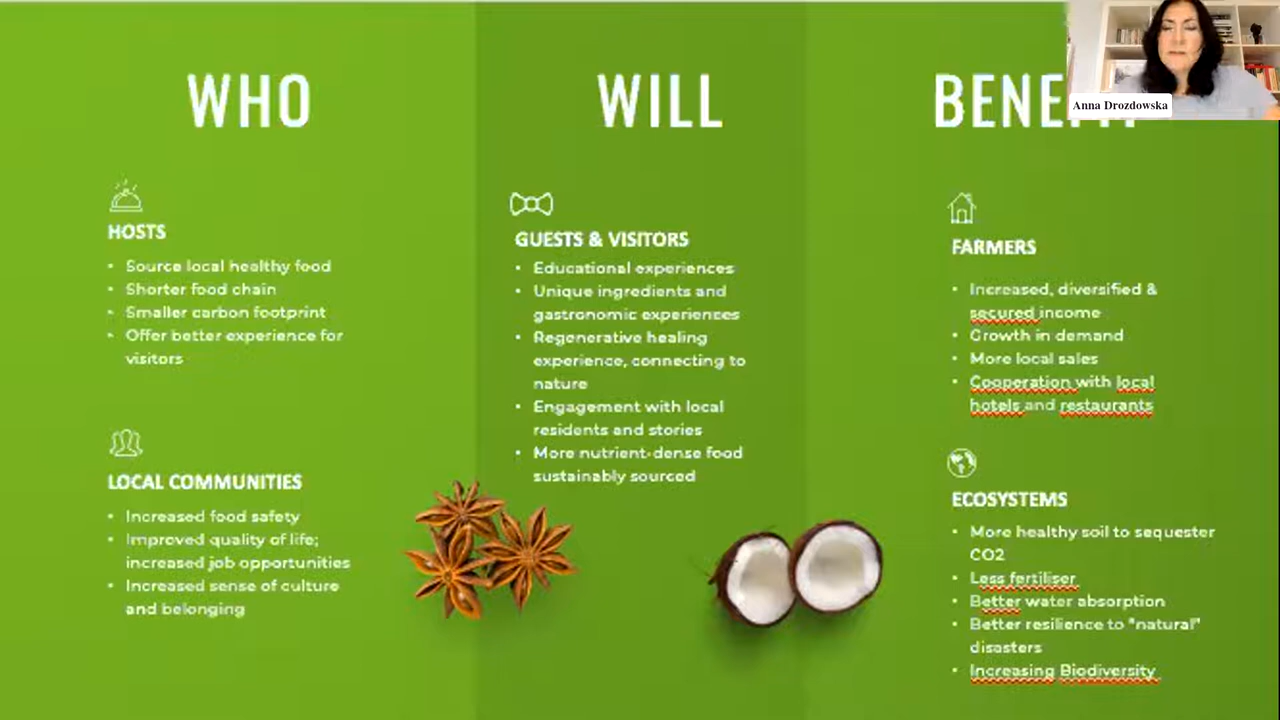 WHO
WILL
BENEFIT
Anna Drozdowska
HOSTS
• Source local healthy food
• Shorter food chain
• Smaller carbon footprint
• Offer better experience for
visitors
LOCAL COMMUNITIES
• Increased food safety
• Improved quality of life;
increased job opportunities
• Increased sense of culture
and belonging
GUESTS & VISITORS
• Educational experiences
• Unique ingredients and
gastronomic experiences
• Regenerative healing
experience, connecting to
nature
• Engagement with local
residents and stories
• More nutrient-dense food
sustainably sourced
FARMERS
• Increased, diversified &
secured income
• Growth in demand
• More local sales
• Cooperation with local
hotels and restaurants
ECOSYSTEMS
• More healthy soil to sequester
CO2
• Less fertiliser
• Better water absorption
• Better resilience to "natural"
disasters
• Increasing Biodiversity